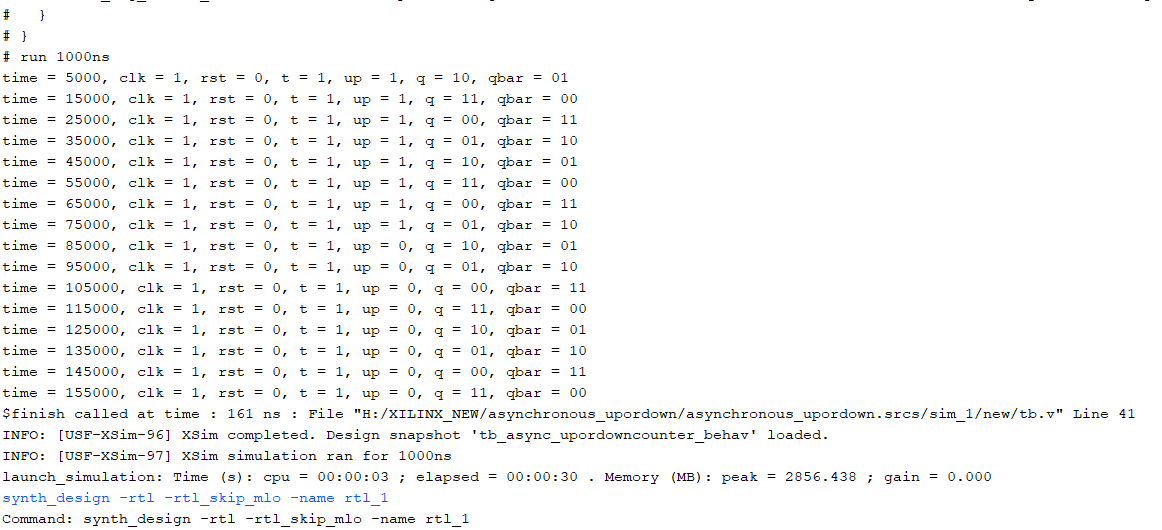 #   }
# }
# run 1000ns
time = 5000, clk = 1, rst = 0, t = 1, up = 1, q = 10, qbar = 01
time = 15000, clk = 1, rst = 0, t = 1, up = 1, q = 11, qbar = 00
time = 25000, clk = 1, rst = 0, t = 1, up = 1, q = 00, qbar = 11
time = 35000, clk = 1, rst = 0, t = 1, up = 1, q = 01, qbar = 10
time = 45000, clk = 1, rst = 0, t = 1, up = 1, q = 10, qbar = 01
time = 55000, clk = 1, rst = 0, t = 1, up = 1, q = 11, qbar = 00
time = 65000, clk = 1, rst = 0, t = 1, up = 1, q = 00, qbar = 11
time = 75000, clk = 1, rst = 0, t = 1, up = 1, q = 01, qbar = 10
time = 85000, clk = 1, rst = 0, t = 1, up = 0, q = 10, qbar = 01
time = 95000, clk = 1, rst = 0, t = 1, up = 0, q = 01, qbar = 10
time = 105000, clk = 1, rst = 0, t = 1, up = 0, q = 00, qbar = 11
time = 115000, clk = 1, rst = 0, t = 1, up = 0, q = 11, qbar = 00
time = 125000, clk = 1, rst = 0, t = 1, up = 0, q = 10, qbar = 01
time = 135000, clk = 1, rst = 0, t = 1, up = 0, q = 01, qbar = 10
time = 145000, clk = 1, rst = 0, t = 1, up = 0, q = 00, qbar = 11
time = 155000, clk = 1, rst = 0, t = 1, up = 0, q = 11, qbar = 00
$finish called at time : 161 ns : File "H:/XILINX_NEW/asynchronous_upordown/asynchronous_upordown.srcs/sim_1/new/tb.v" Line 41
INFO: [USF-XSim-96] XSim completed. Design snapshot 'tb_async_upordowncounter_behav' loaded.
INFO: [USF-XSim-97] XSim simulation ran for 1000ns
launch_simulation: Time (s): cpu = 00:00:03 ; elapsed = 00:00:30 . Memory (MB): peak = 2856.438 ; gain = 0.000
synth_design -rtl -rtl_skip_mlo -name rtl_1
Command: synth_design -rtl -rtl_skip_mlo -name rtl_1